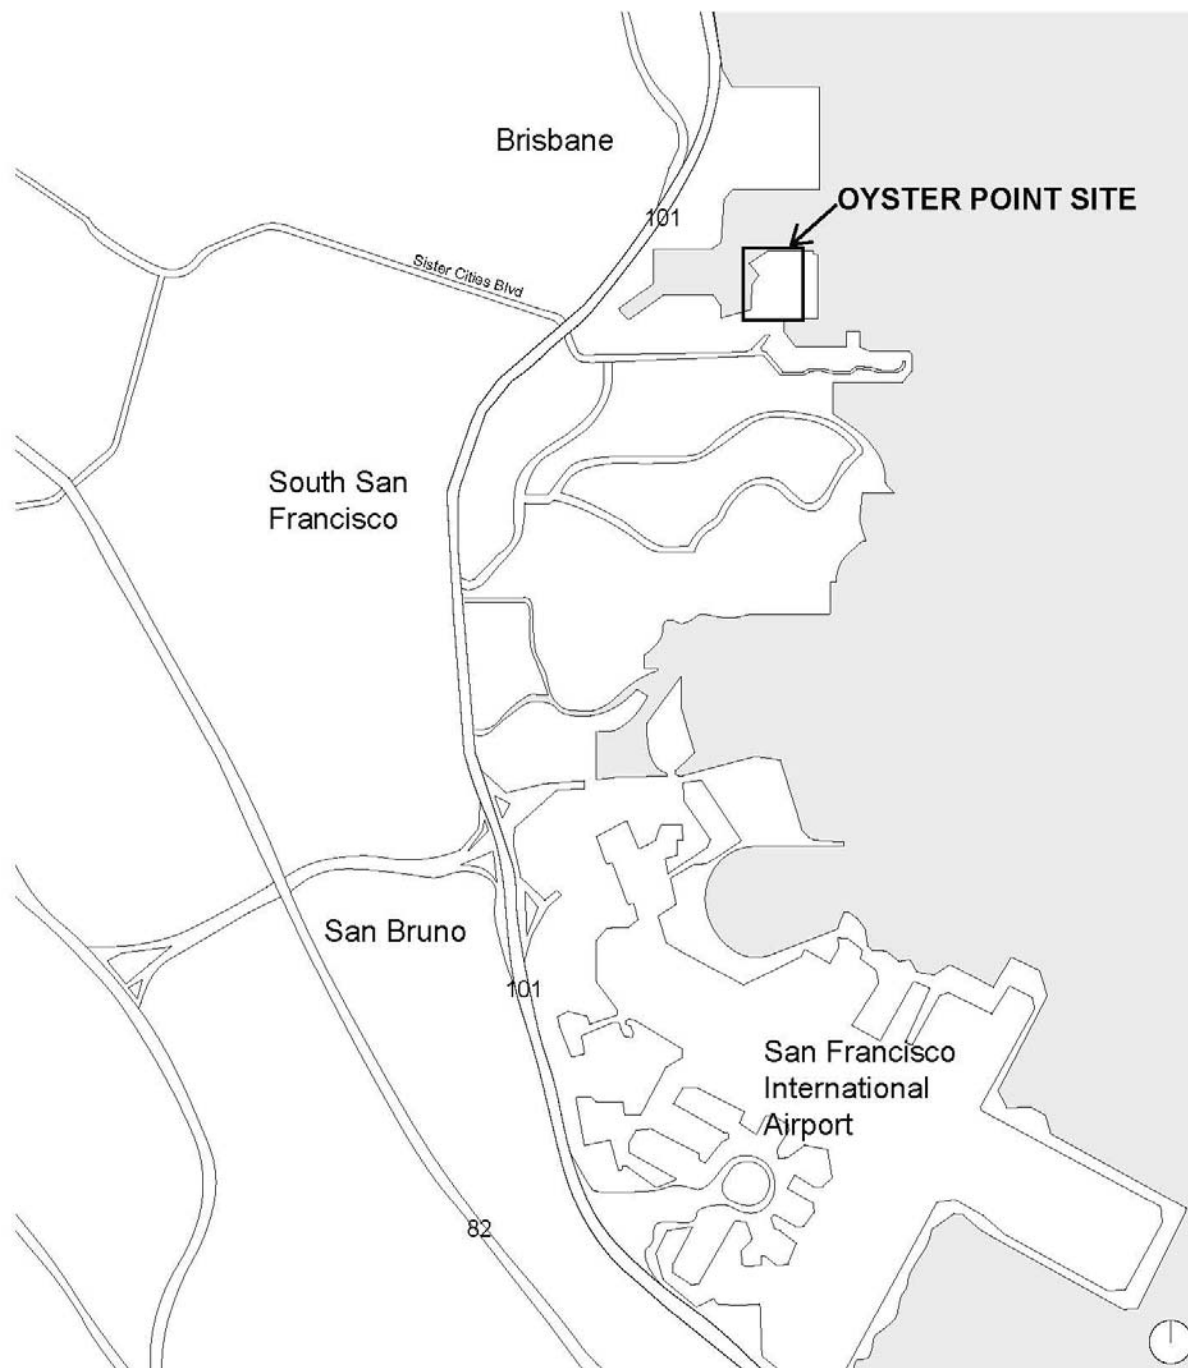 Brisbane
OYSTER POINT SITE
101
Sister Cities Blvd
South San
Francisco
San Bruno
101
San Francisco
International
Airport
82